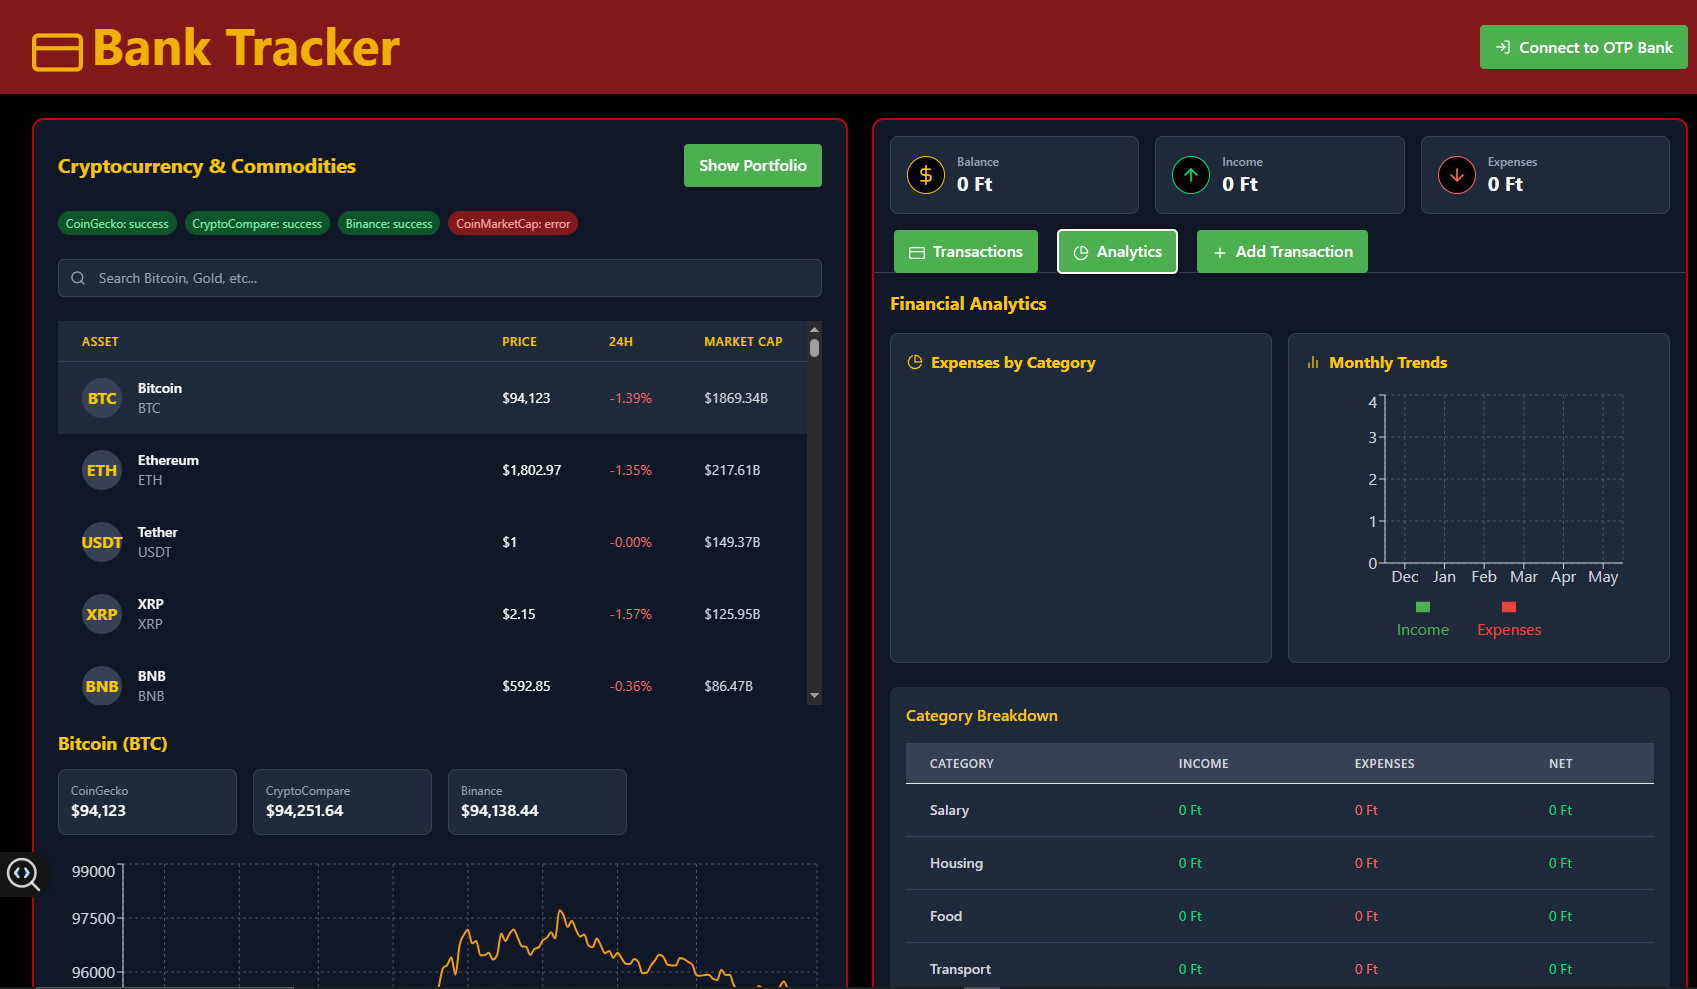 Bank Tracker
Connect to OTP Bank
Cryptocurrency & Commodities
Show Portfolio
CoinGecko: success
CryptoCompare: success
Binance: success
CoinMarketCap: error
Search Bitcoin, Gold, etc...
ASSET PRICE 24H MARKET CAP
BTC Bitcoin BTC $94,123 -1.39% $1869.34B
ETH Ethereum ETH $1,802.97 -1.35% $217.61B
USDT Tether USDT $1 -0.00% $149.37B
XRP XRP XRP $2.15 -1.57% $125.95B
BNB BNB BNB $592.85 -0.36% $86.47B
Bitcoin (BTC)
CoinGecko
$94,123
CryptoCompare
$94,251.64
Binance
$94,138.44
99000
97500
96000
Balance
0 Ft
Income
0 Ft
Expenses
0 Ft
Transactions
Analytics
Add Transaction
Financial Analytics
Expenses by Category
Monthly Trends
4
3
2
1
0
Dec Jan Feb Mar Apr May
Income Expenses
Category Breakdown
CATEGORY INCOME EXPENSES NET
Salary 0 Ft 0 Ft 0 Ft
Housing 0 Ft 0 Ft 0 Ft
Food 0 Ft 0 Ft 0 Ft
Transport 0 Ft 0 Ft 0 Ft